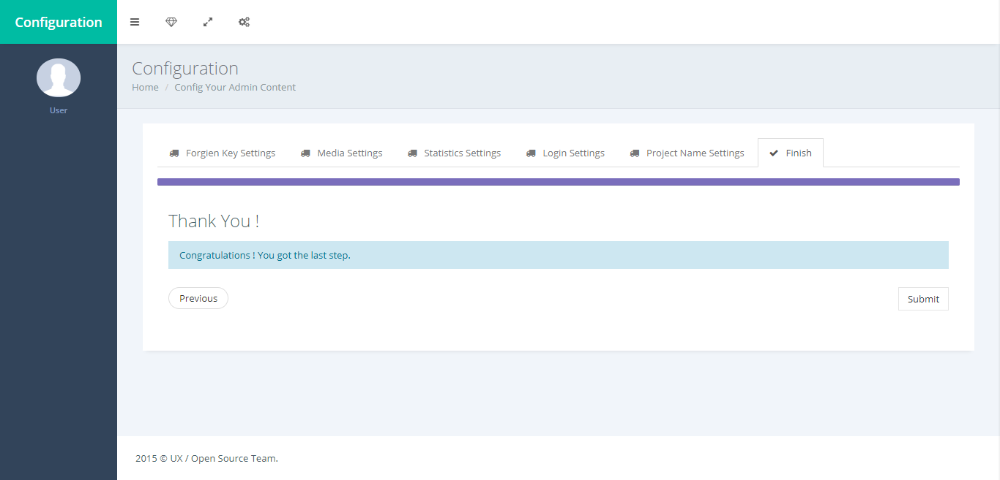 Configuration
User
Configuration
Home / Config Your Admin Content
Forgien Key Settings Media Settings Statistics Settings Login Settings Project Name Settings Finish
Thank You !
Congratulations ! You got the last step.
Previous Submit
2015 © UX / Open Source Team.